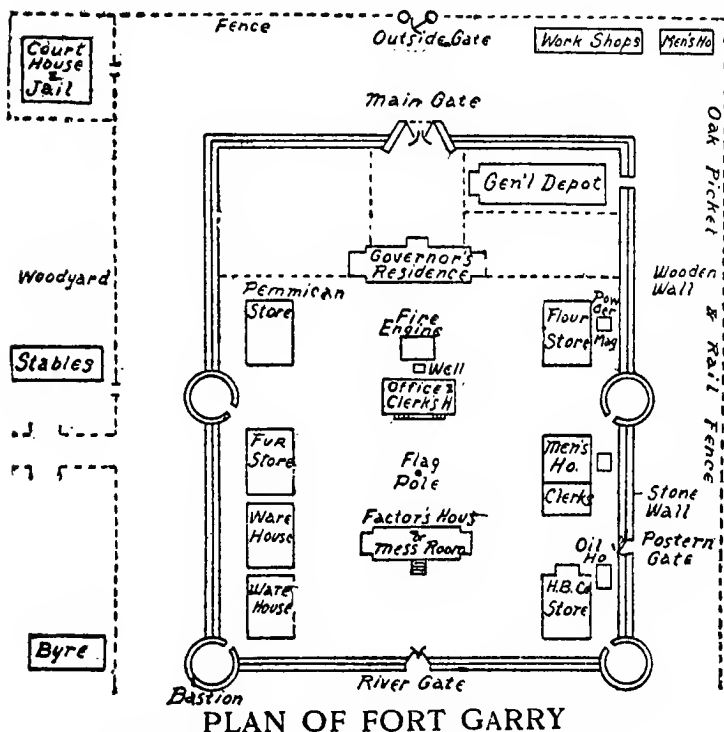 Fence
Outside Gate
Work Shops
Men's Ho
Court
House
&
Jail
Main Gate
Gen'l Depot
Oak Picket & Rail Fence
Governor's
Residence
Woodyard
Wooden
Wall
Pemmican
Store
Fire
Engine
Flour
Store
Pow
der
Mag
Stables
Well
Office &
Clerks H
Fur
Store
Flag
Pole
Men's
Ho.
Clerks
Stone
Wall
Ware
House
Factor's Hous
&
Mess Room
Oil
Ho
Postern
Gate
Ware
House
H.B.Co
Store
Byre
Bastion
River Gate
PLAN OF FORT GARRY